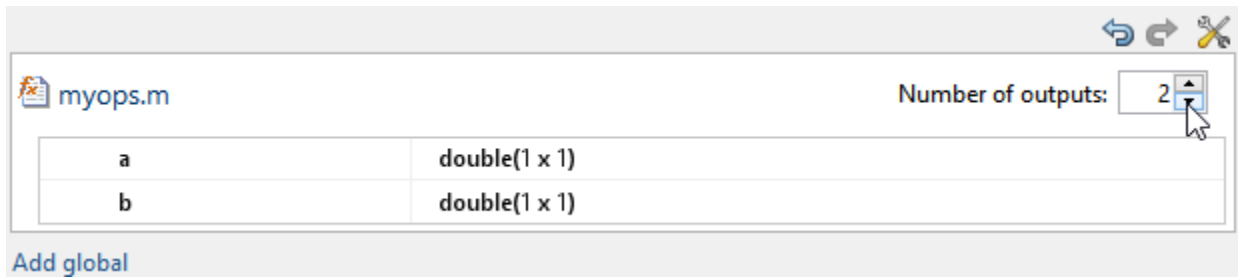 myops.m Number of outputs: 2
a double(1 x 1)
b double(1 x 1)
Add global